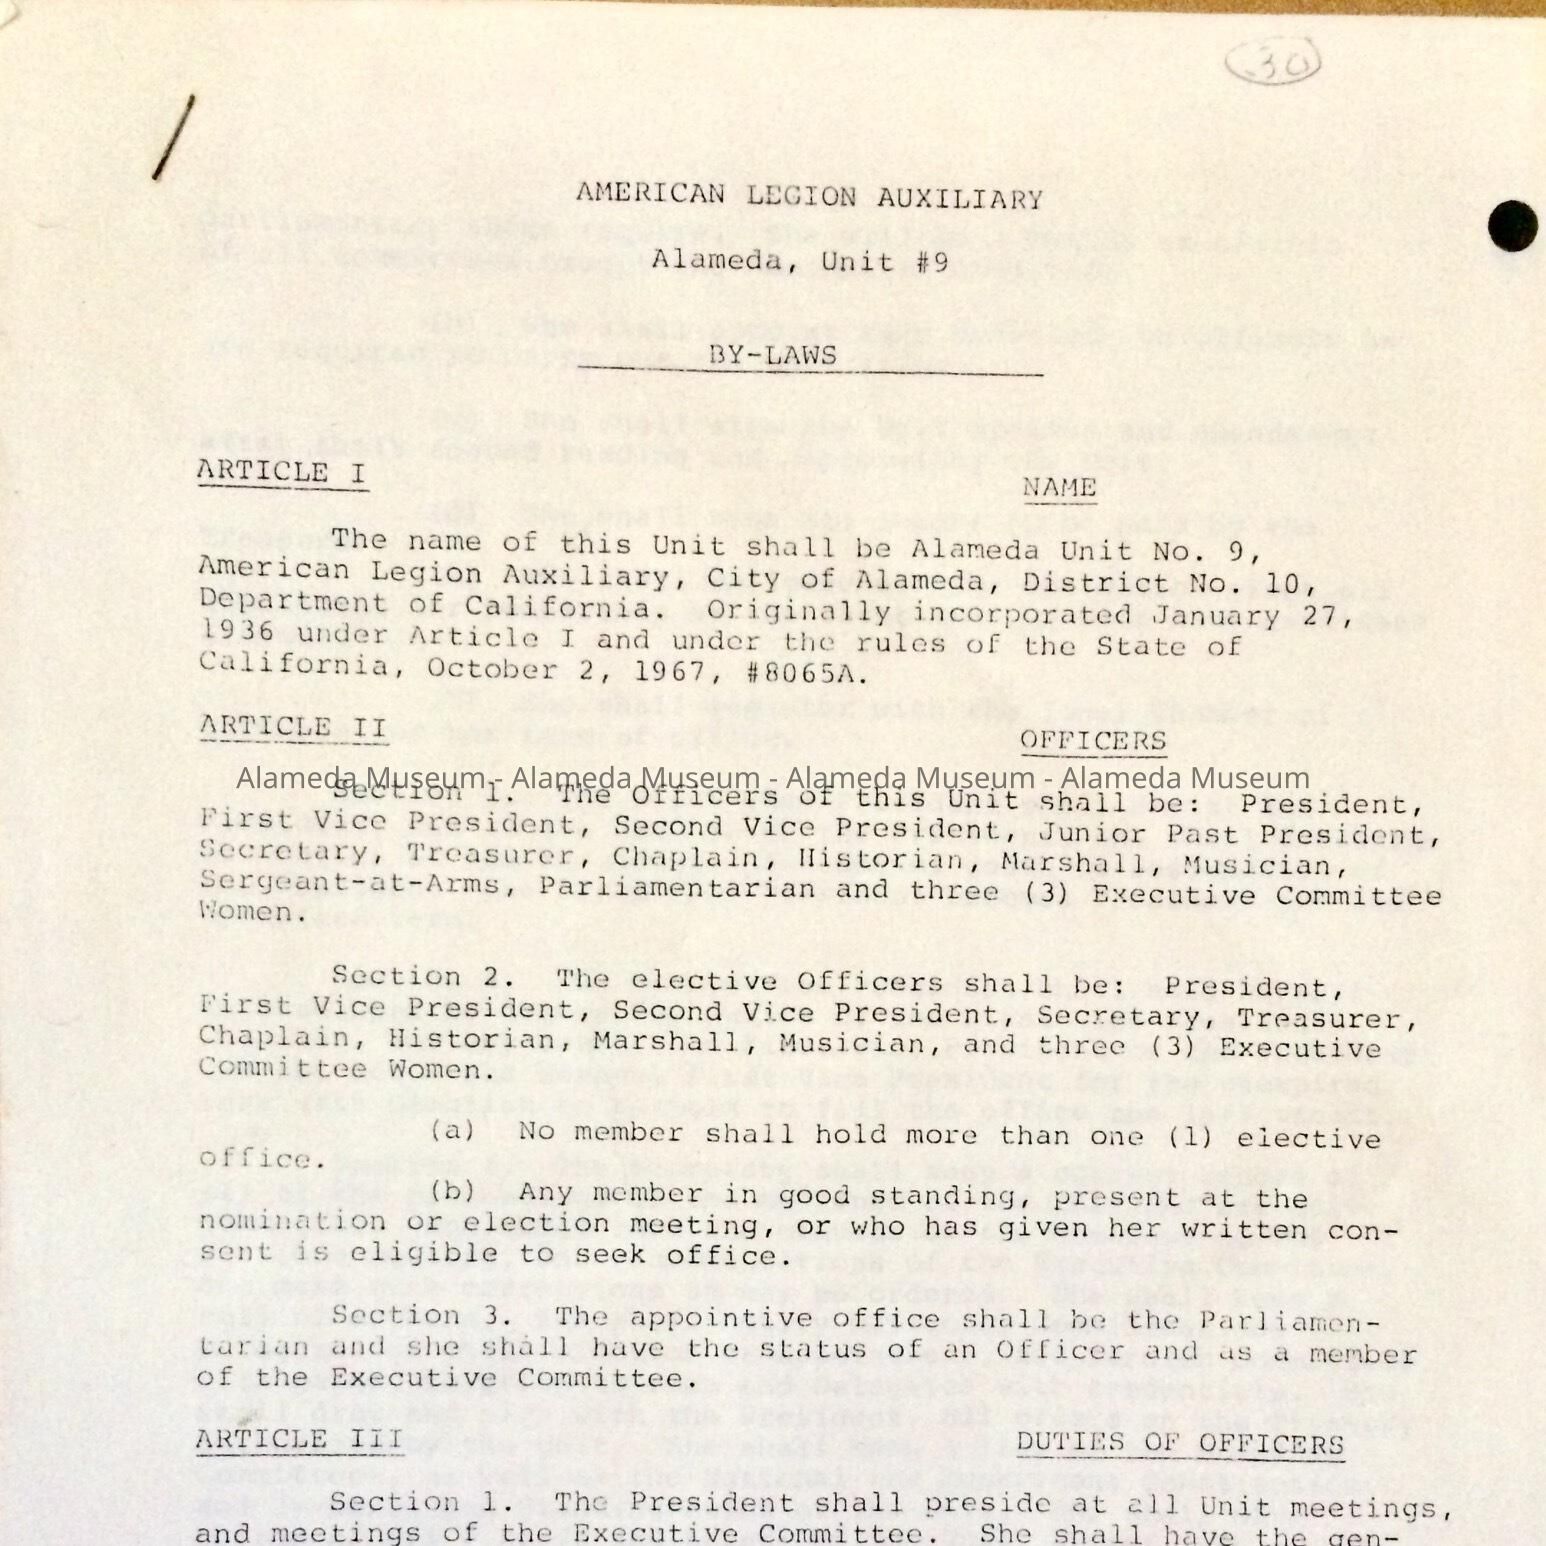 30
AMERICAN LEGION AUXILIARY
Alameda, Unit #9
BY-LAWS
ARTICLE I NAME
The name of this Unit shall be Alameda Unit No. 9,
American Legion Auxiliary, City of Alameda, District No. 10,
Department of California. Originally incorporated January 27,
1936 under Article I and under the rules of the State of
California, October 2, 1967, #8065A.
ARTICLE II OFFICERS
Alameda Museum - Alameda Museum - Alameda Museum - Alameda Museum
Section 1. The Officers of this Unit shall be: President,
First Vice President, Second Vice President, Junior Past President,
Secretary, Treasurer, Chaplain, Historian, Marshall, Musician,
Sergeant-at-Arms, Parliamentarian and three (3) Executive Committee
Women.
Section 2. The elective Officers shall be: President,
First Vice President, Second Vice President, Secretary, Treasurer,
Chaplain, Historian, Marshall, Musician, and three (3) Executive
Committee Women.
(a) No member shall hold more than one (1) elective
office.
(b) Any member in good standing, present at the
nomination or election meeting, or who has given her written con-
sent is eligible to seek office.
Section 3. The appointive office shall be the Parliamen-
tarian and she shall have the status of an Officer and as a member
of the Executive Committee.
ARTICLE III DUTIES OF OFFICERS
Section 1. The President shall preside at all Unit meetings,
and meetings of the Executive Committee. She shall have the gen-